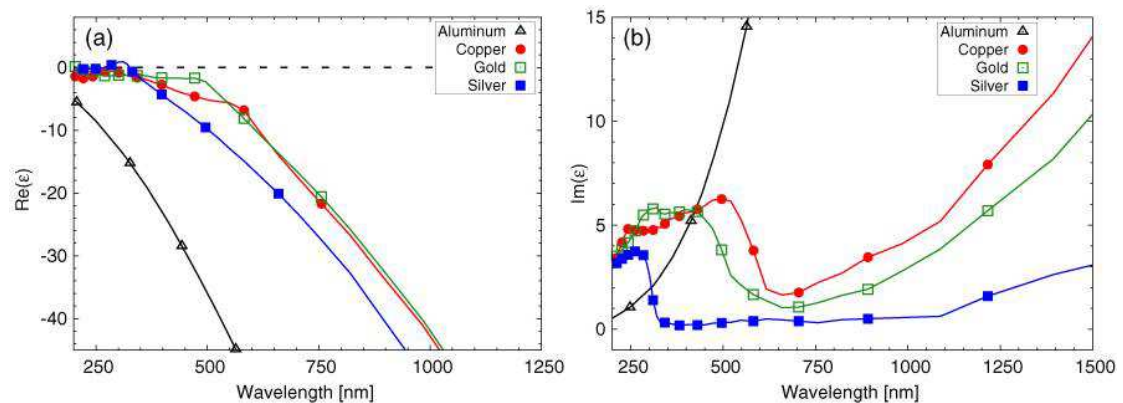 (a)
Aluminum
Copper
Gold
Silver
0
-10
-20
-30
-40
Re(ε)
250 500 750 1000 1250
Wavelength [nm]
(b)
Aluminum
Copper
Gold
Silver
15
10
5
0
Im(ε)
250 500 750 1000 1250 1500
Wavelength [nm]